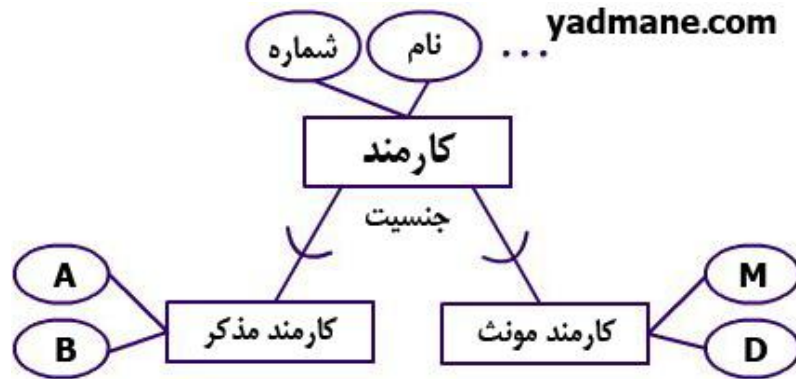 yadmane.com
... نام شماره
کارمند
جنسیت
A
M
کارمند مذکر
کارمند مونث
B
D